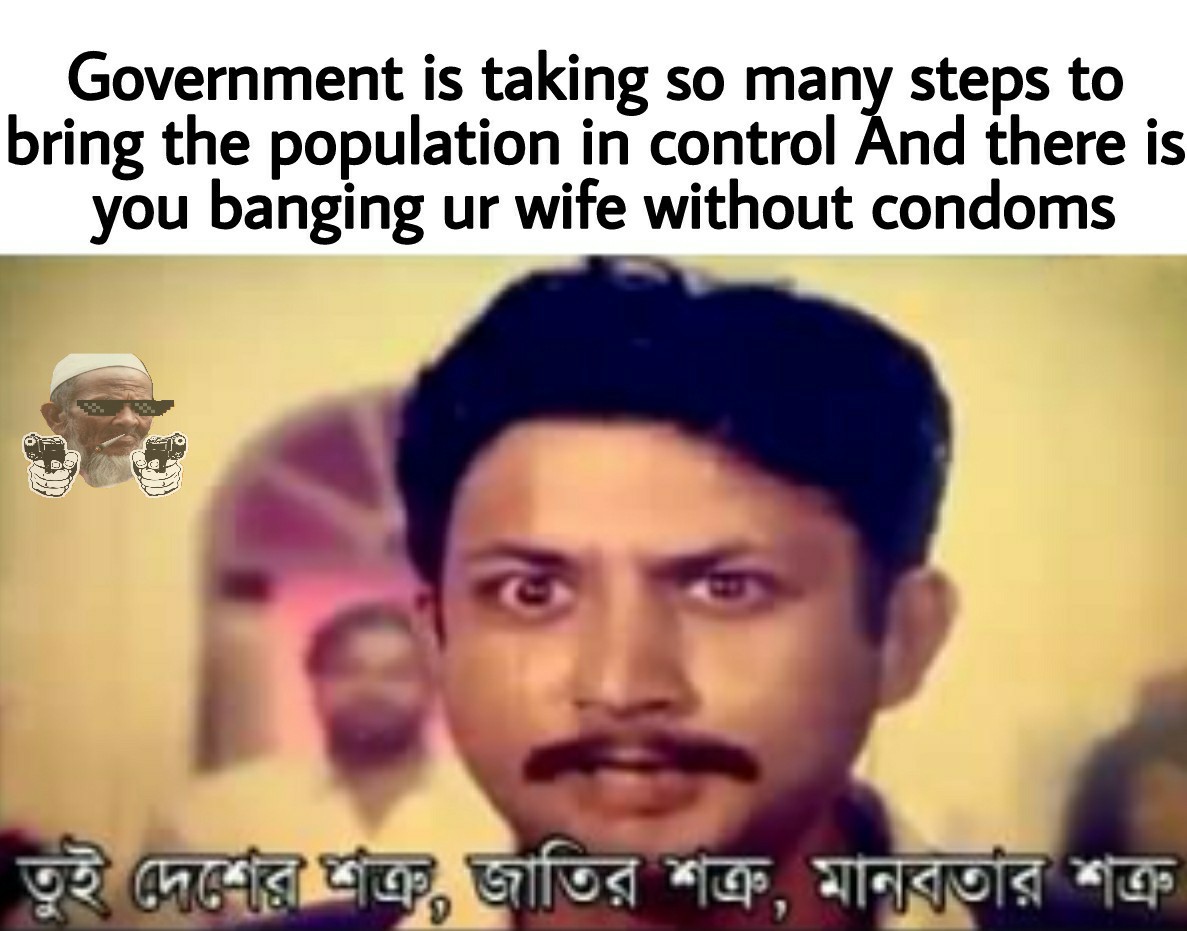 Government is taking so many steps to
bring the population in control And there is
you banging ur wife without condoms
তুই দেশের শত্রু, জাতির শত্রু, মানবতার শত্রু